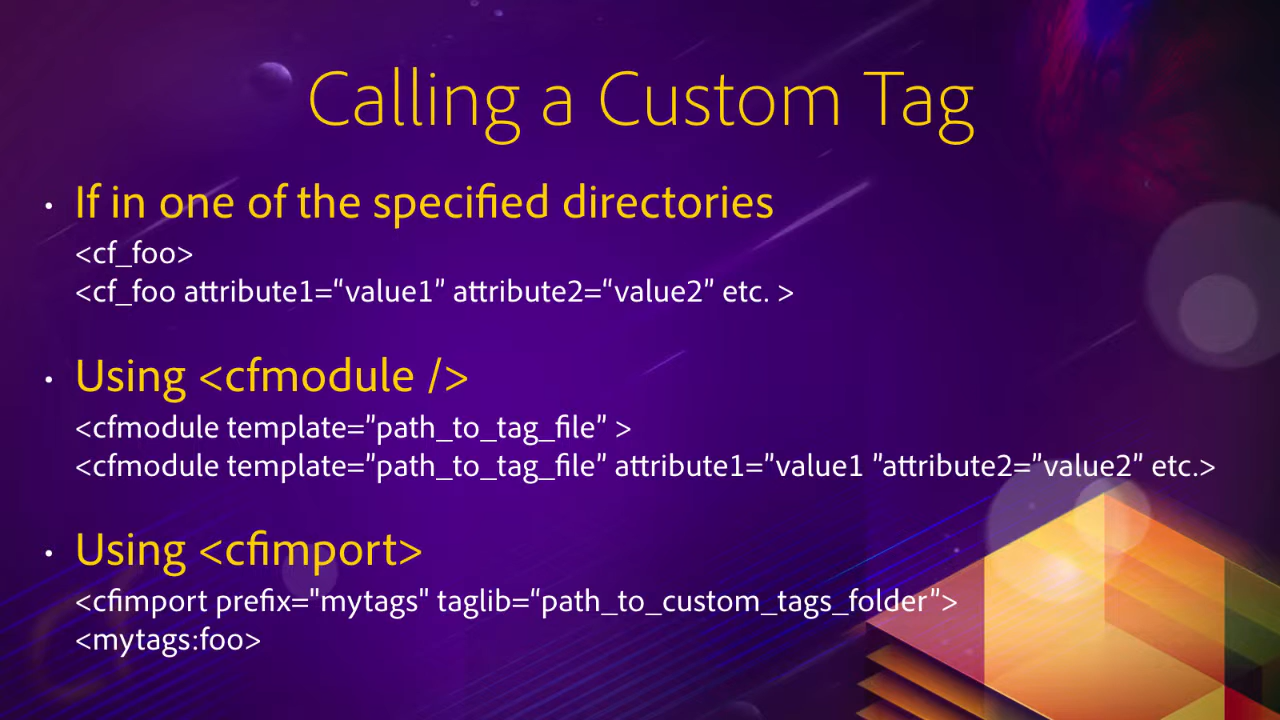 Calling a Custom Tag
• If in one of the specified directories
<cf_foo>
<cf_foo attribute1=“value1” attribute2=“value2” etc. >
• Using <cfmodule />
<cfmodule template=”path_to_tag_file” >
<cfmodule template=”path_to_tag_file” attribute1=”value1 ”attribute2=”value2” etc.>
• Using <cfimport>
<cfimport prefix="mytags" taglib=“path_to_custom_tags_folder”>
<mytags:foo>